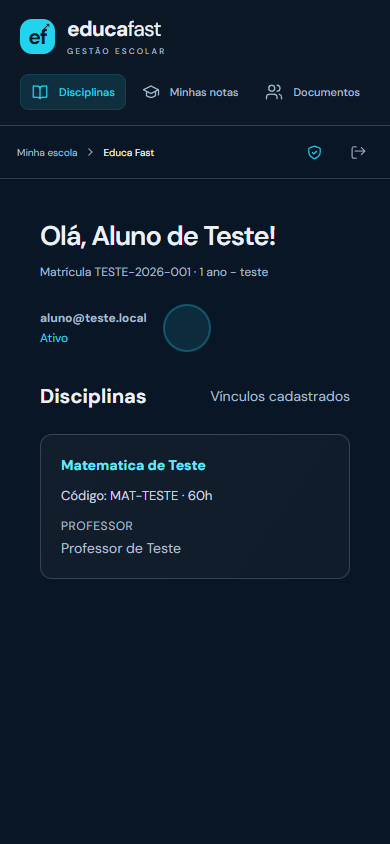 ef
educafast
GESTÃO ESCOLAR
Disciplinas
Minhas notas
Documentos
Minha escola
Educa Fast
Olá, Aluno de Teste!
Matrícula TESTE-2026-001 · 1 ano - teste
aluno@teste.local
Ativo
Disciplinas
Vínculos cadastrados
Matematica de Teste
Código: MAT-TESTE · 60h
PROFESSOR
Professor de Teste